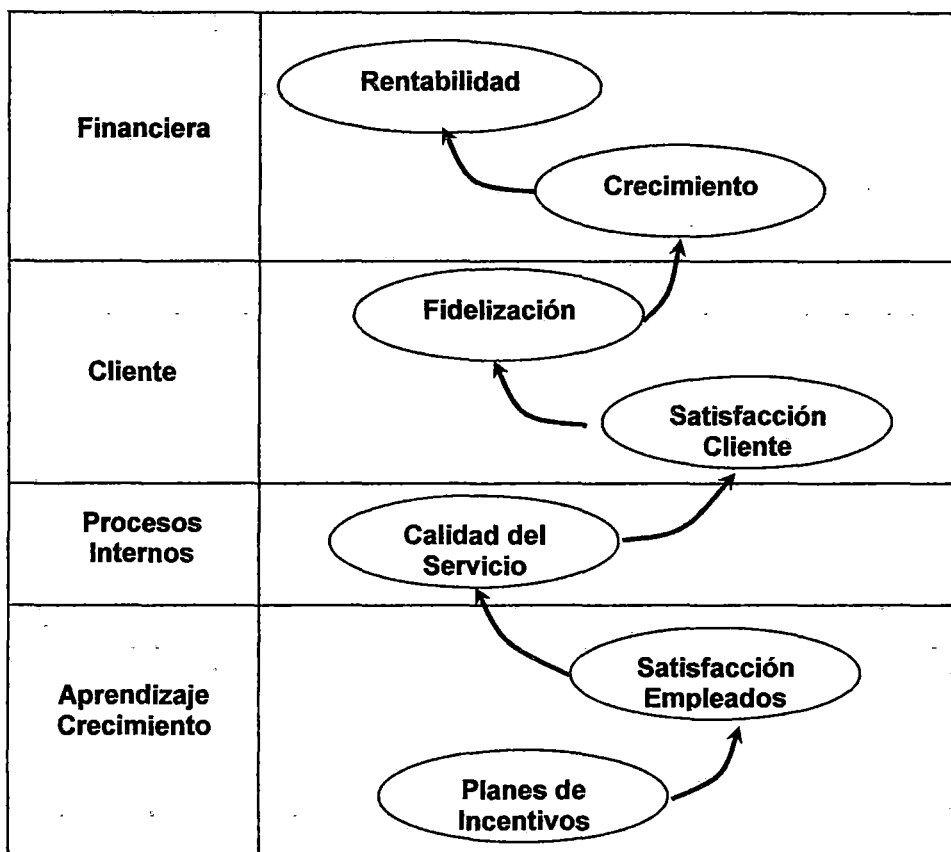 Financiera
Rentabilidad
Crecimiento
Cliente
Fidelización
Satisfacción
Cliente
Procesos
Internos
Calidad del
Servicio
Aprendizaje
Crecimiento
Satisfacción
Empleados
Planes de
Incentivos